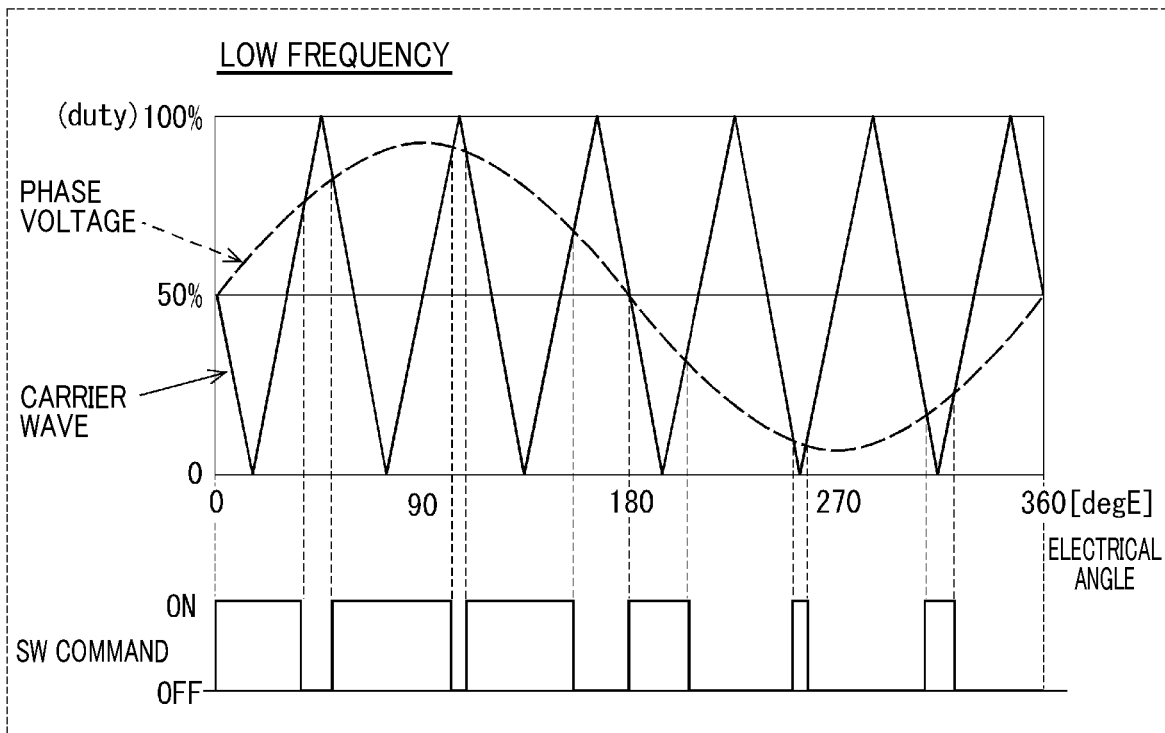 LOW FREQUENCY
(duty) 100%
PHASE
VOLTAGE
50%
CARRIER
WAVE
0
0 90 180 270 360 [degE]
ELECTRICAL
ANGLE
ON
SW COMMAND
OFF